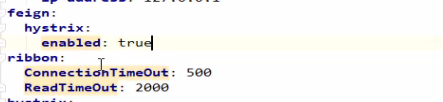 feign:
hystrix:
enabled: true
ribbon:
ConnectionTimeOut: 500
ReadTimeOut: 2000